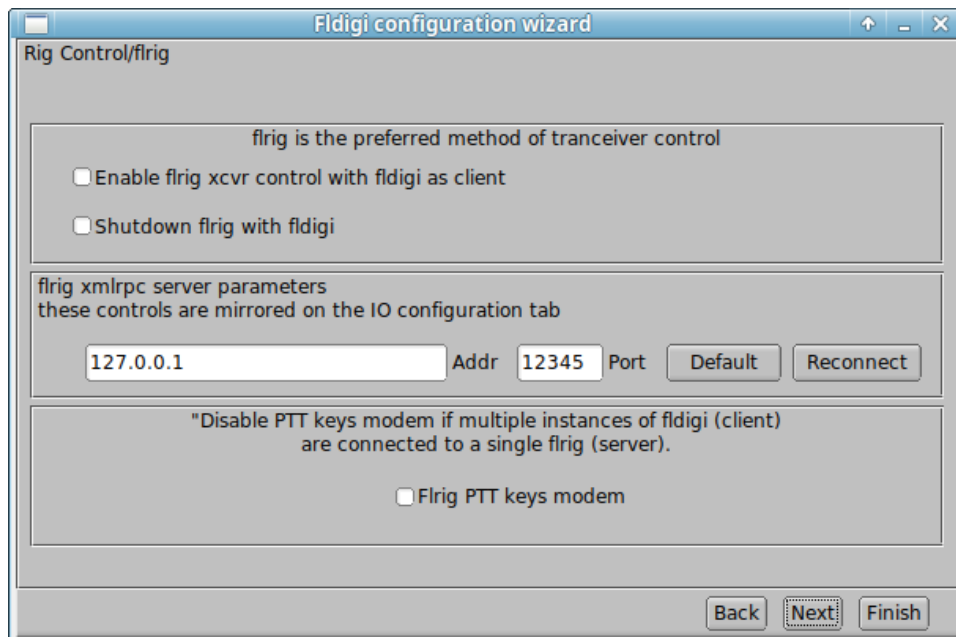 Fldigi configuration wizard
Rig Control/flrig
flrig is the preferred method of tranceiver control
Enable flrig xcvr control with fldigi as client
Shutdown flrig with fldigi
flrig xmlrpc server parameters
these controls are mirrored on the IO configuration tab
127.0.0.1 Addr 12345 Port Default Reconnect
"Disable PTT keys modem if multiple instances of fldigi (client)
are connected to a single flrig (server).
Flrig PTT keys modem
Back Next Finish